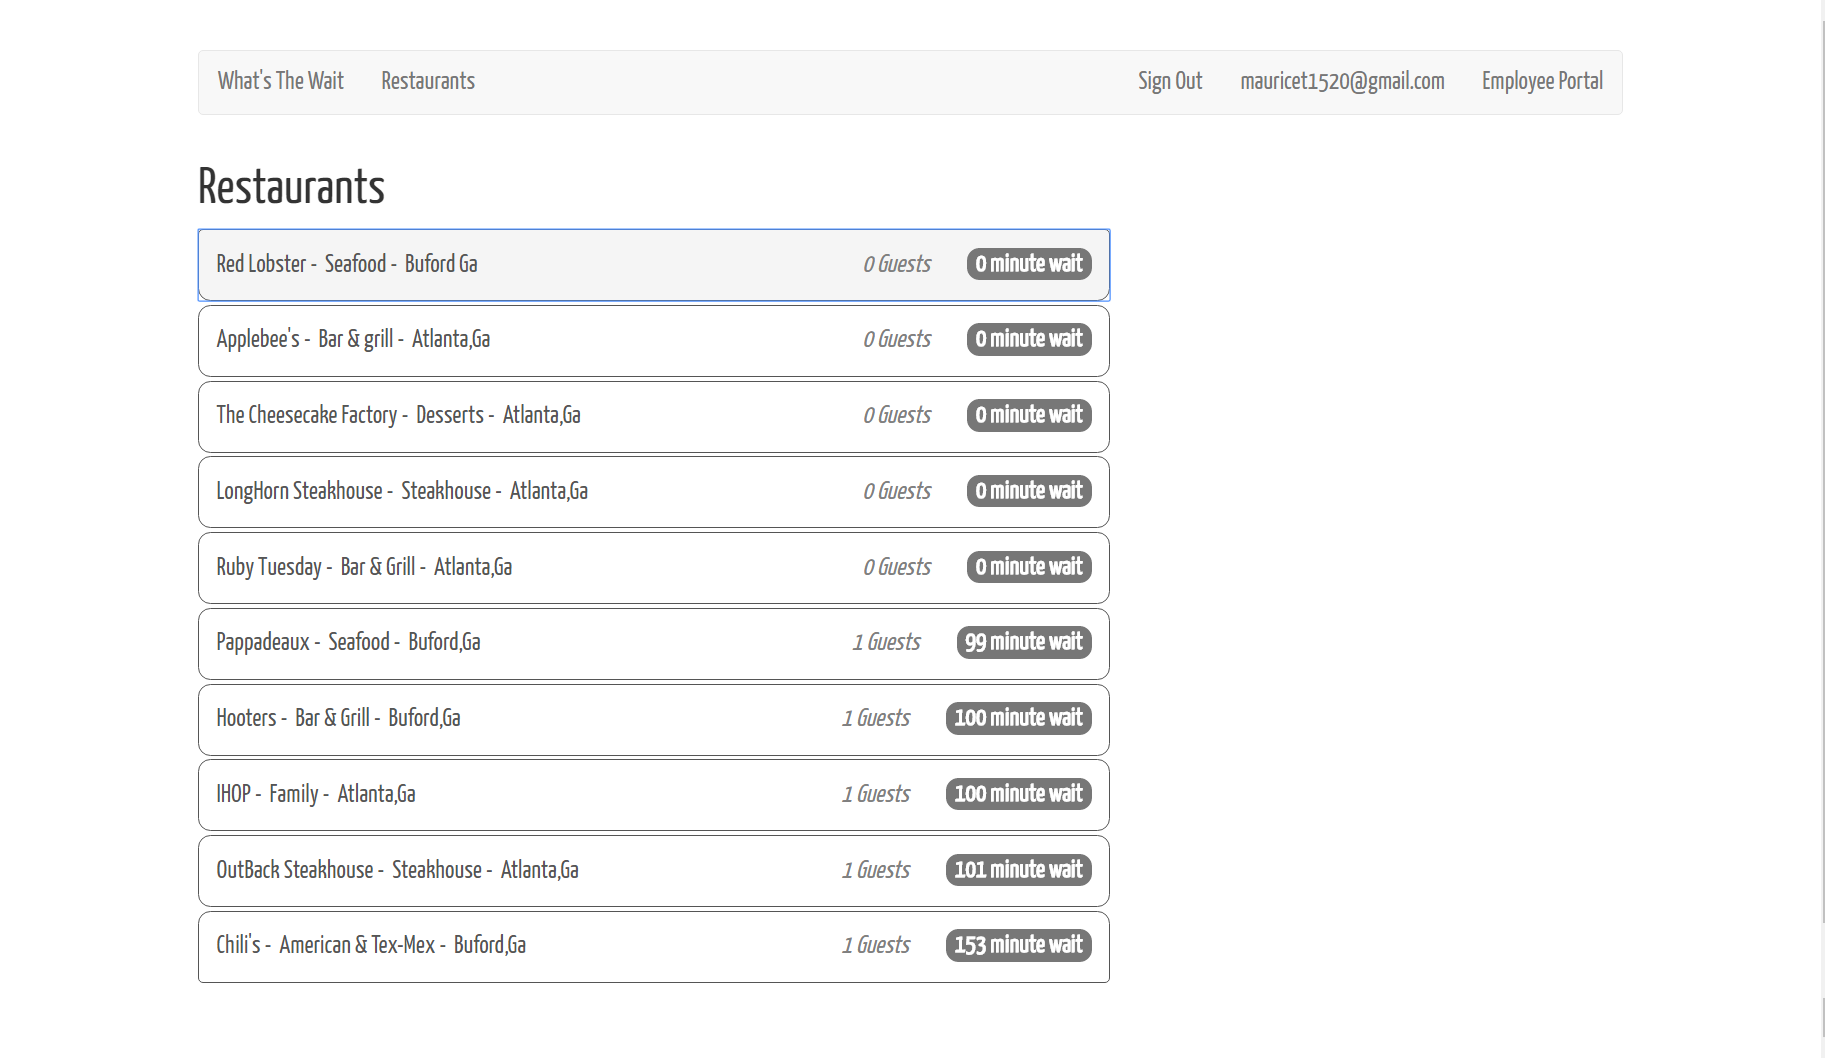 What's The Wait Restaurants Sign Out mauricet1520@gmail.com Employee Portal
Restaurants
Red Lobster - Seafood - Buford Ga 0 Guests 0 minute wait
Applebee's - Bar & grill - Atlanta,Ga 0 Guests 0 minute wait
The Cheesecake Factory - Desserts - Atlanta,Ga 0 Guests 0 minute wait
LongHorn Steakhouse - Steakhouse - Atlanta,Ga 0 Guests 0 minute wait
Ruby Tuesday - Bar & Grill - Atlanta,Ga 0 Guests 0 minute wait
Pappadeaux - Seafood - Buford,Ga 1 Guests 99 minute wait
Hooters - Bar & Grill - Buford,Ga 1 Guests 100 minute wait
IHOP - Family - Atlanta,Ga 1 Guests 100 minute wait
OutBack Steakhouse - Steakhouse - Atlanta,Ga 1 Guests 101 minute wait
Chili's - American & Tex-Mex - Buford,Ga 1 Guests 153 minute wait